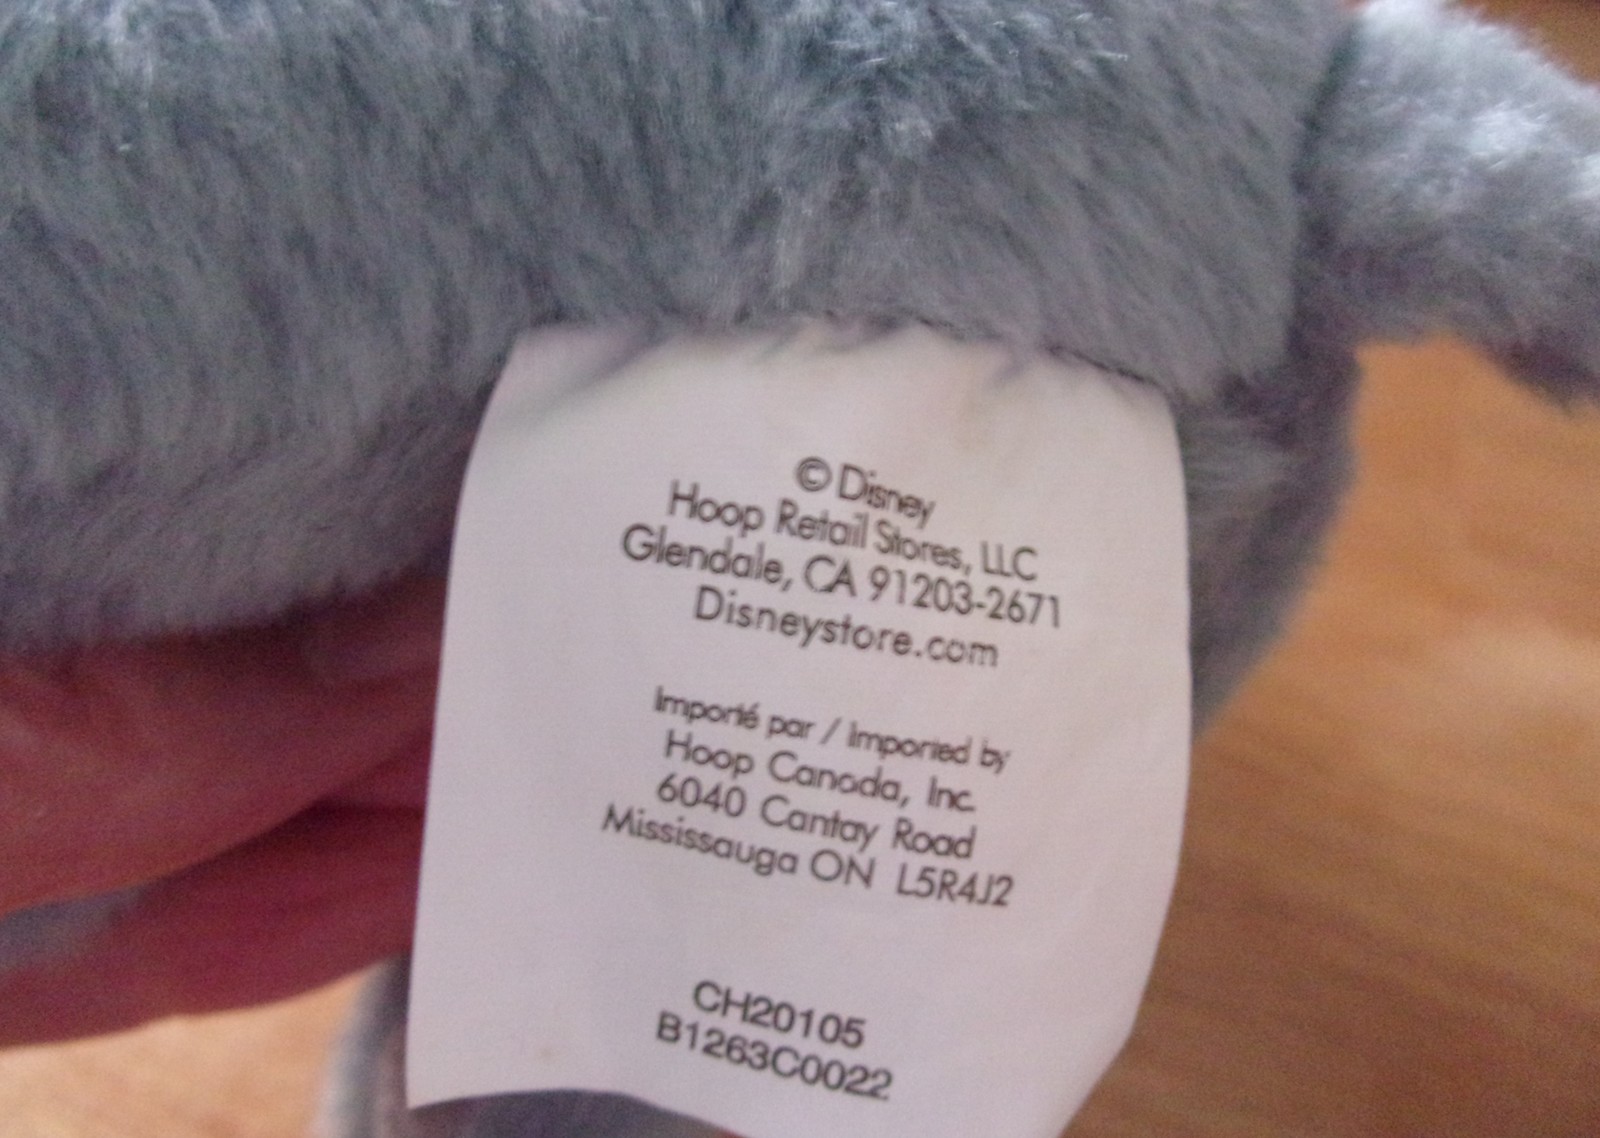 © Disney
Hoop Retail Stores, LLC
Glendale, CA 91203-2671
Disneystore.com
Importé par / Imported by
Hoop Canada, Inc.
6040 Cantay Road
Mississauga ON L5R4J2
CH20105
B1263C0022